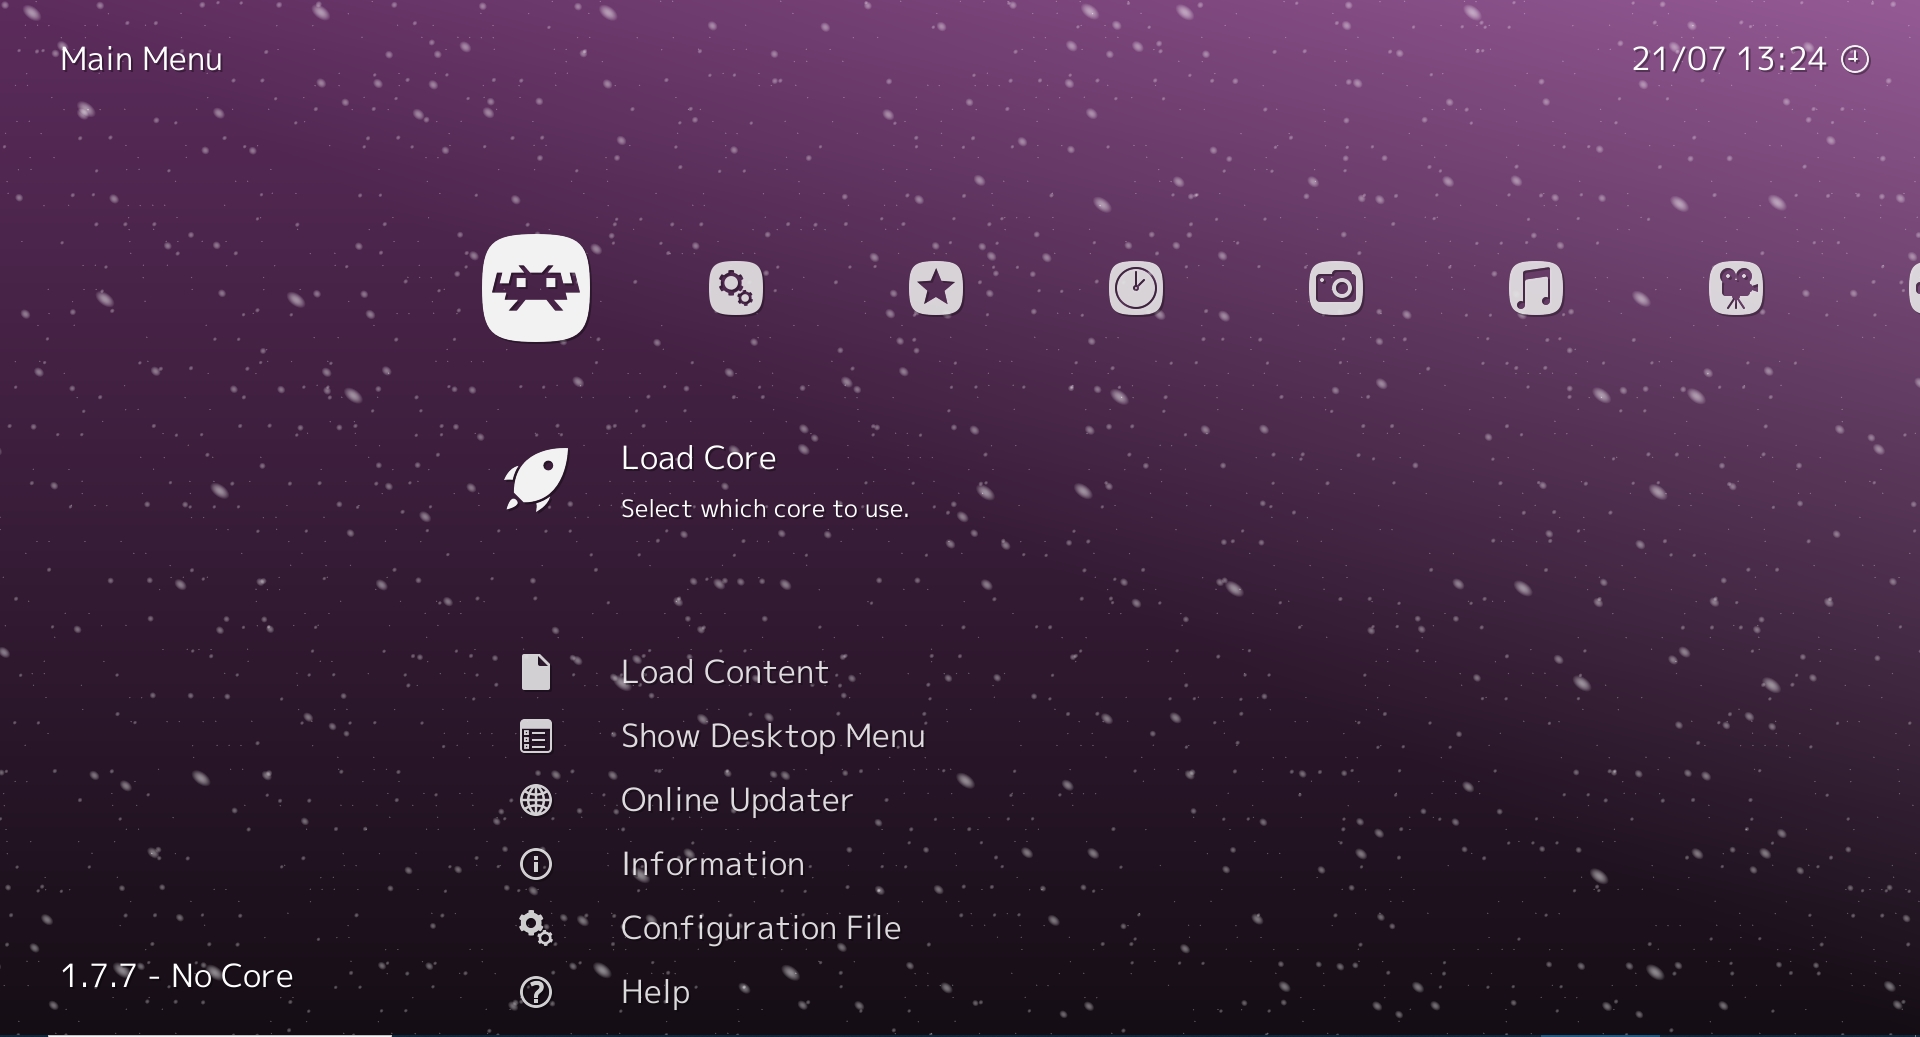 Main Menu
21/07 13:24
Load Core
Select which core to use.
Load Content
Show Desktop Menu
Online Updater
Information
Configuration File
Help
1.7.7 - No Core